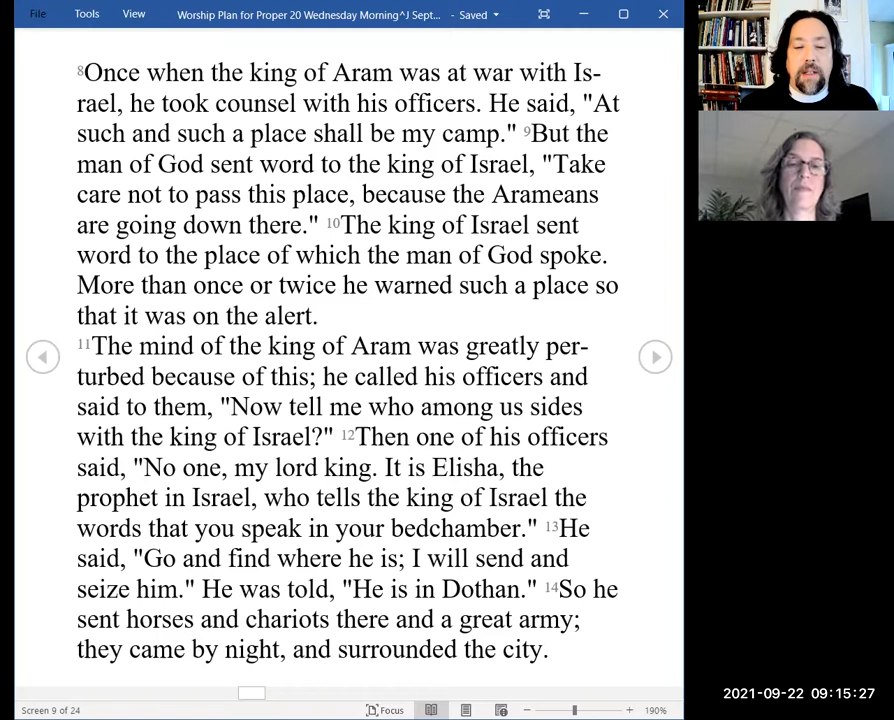 File Tools View Worship Plan for Proper 20 Wednesday Morning^J Sept... - Saved
8Once when the king of Aram was at war with Is-
rael, he took counsel with his officers. He said, "At
such and such a place shall be my camp." 9But the
man of God sent word to the king of Israel, "Take
care not to pass this place, because the Arameans
are going down there." 10The king of Israel sent
word to the place of which the man of God spoke.
More than once or twice he warned such a place so
that it was on the alert.
11The mind of the king of Aram was greatly per-
turbed because of this; he called his officers and
said to them, "Now tell me who among us sides
with the king of Israel?" 12Then one of his officers
said, "No one, my lord king. It is Elisha, the
prophet in Israel, who tells the king of Israel the
words that you speak in your bedchamber." 13He
said, "Go and find where he is; I will send and
seize him." He was told, "He is in Dothan." 14So he
sent horses and chariots there and a great army;
they came by night, and surrounded the city.
Screen 9 of 24 Focus 190%
2021-09-22 09:15:27